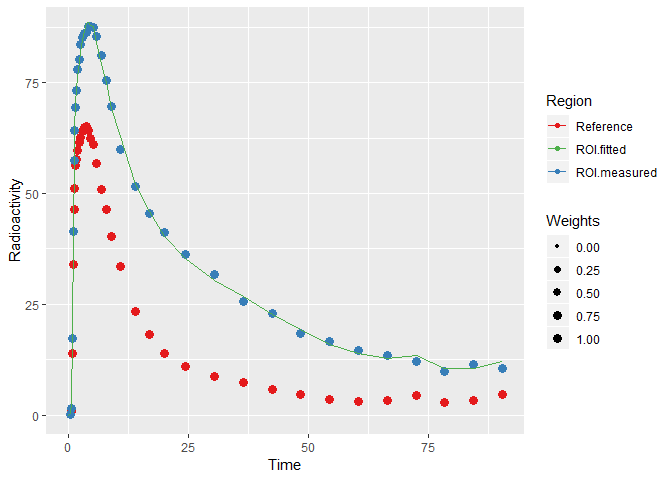 75
50
25
0
Radioactivity
0 25 50 75
Time
Region
Reference
ROI.fitted
ROI.measured
Weights
0.00
0.25
0.50
0.75
1.00